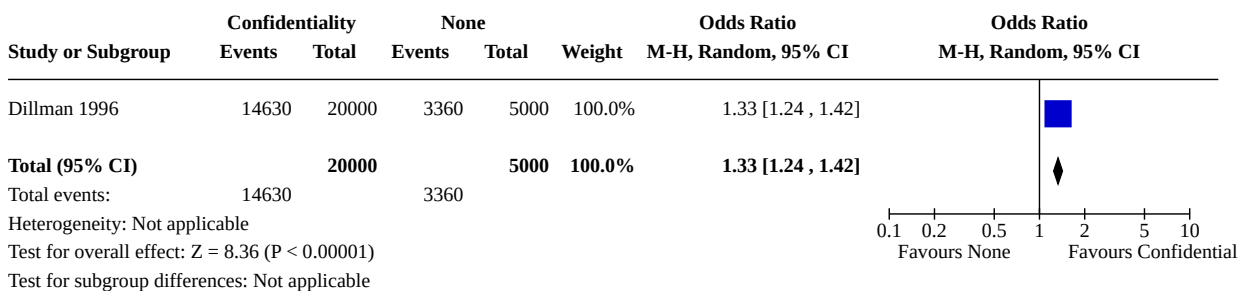 Confidentiality None Odds Ratio Odds Ratio
Study or Subgroup Events Total Events Total Weight M-H, Random, 95% CI M-H, Random, 95% CI
Dillman 1996 14630 20000 3360 5000 100.0% 1.33 [1.24 , 1.42]
Total (95% CI) 20000 5000 100.0% 1.33 [1.24 , 1.42]
Total events: 14630 3360
Heterogeneity: Not applicable
0.1 0.2 0.5 1 2 5 10
Test for overall effect: Z = 8.36 (P < 0.00001) Favours None Favours Confidential
Test for subgroup differences: Not applicable